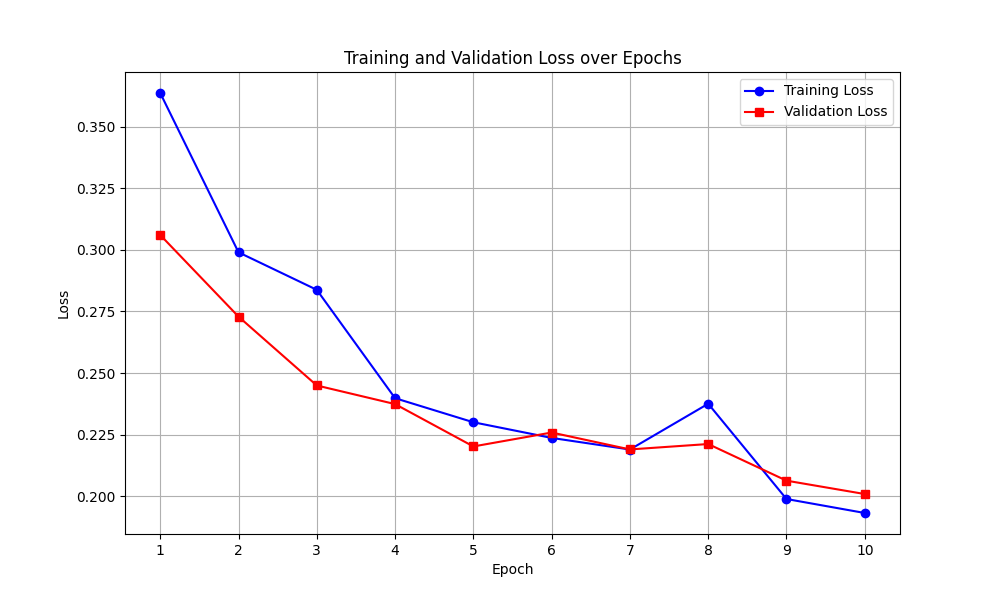 Training and Validation Loss over Epochs
Training Loss
Validation Loss
0.350
0.325
0.300
0.275
0.250
0.225
0.200
Loss
1 2 3 4 5 6 7 8 9 10
Epoch